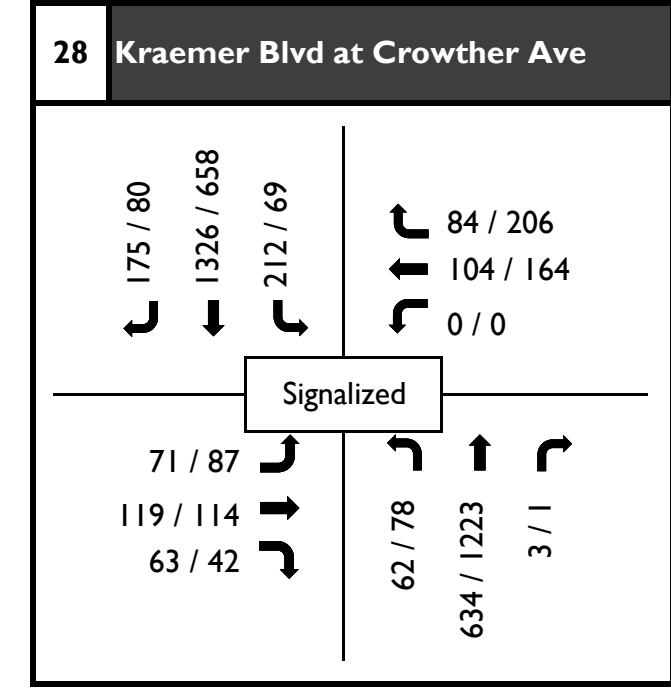 28 Kraemer Blvd at Crowther Ave
175 / 80
1326 / 658
212 / 69
84 / 206
104 / 164
0 / 0
Signalized
71 / 87
119 / 114
63 / 42
62 / 78
634 / 1223
3 / 1